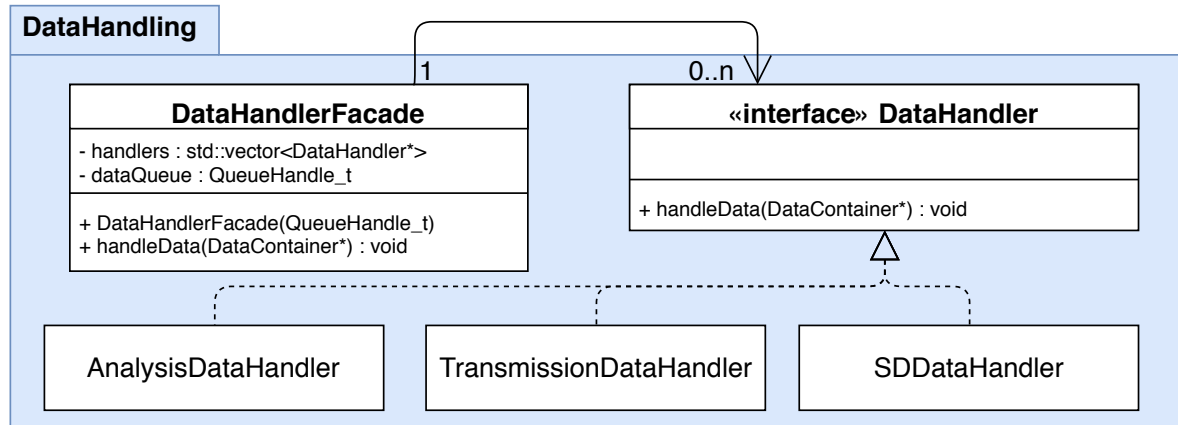 DataHandling
1
0..n
DataHandlerFacade
- handlers : std::vector<DataHandler*>
- dataQueue : QueueHandle_t
+ DataHandlerFacade(QueueHandle_t)
+ handleData(DataContainer*) : void
«interface» DataHandler
+ handleData(DataContainer*) : void
AnalysisDataHandler
TransmissionDataHandler
SDDataHandler